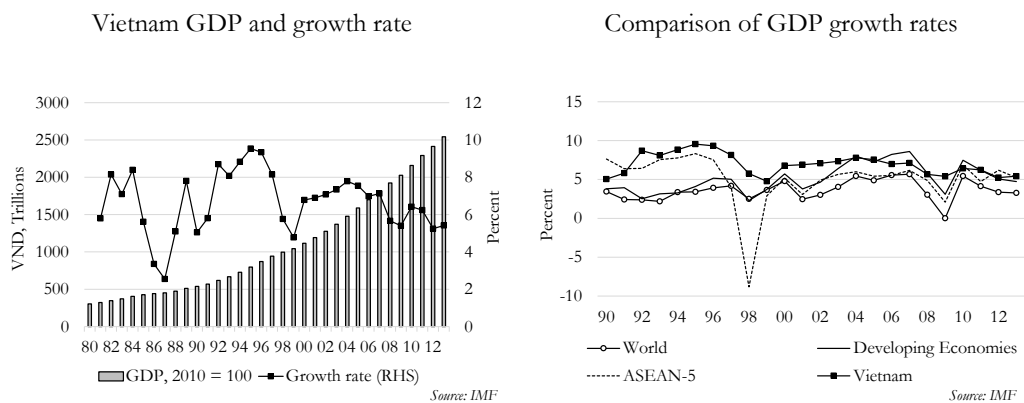 Vietnam GDP and growth rate
3000
2500
2000
1500
1000
500
0
VND, Trillions
12
10
8
6
4
2
0
Percent
80 82 84 86 88 90 92 94 96 98 00 02 04 06 08 10 12
GDP, 2010 = 100 Growth rate (RHS)
Source: IMF
Comparison of GDP growth rates
15
10
5
0
-5
-10
Percent
90 92 94 96 98 00 02 04 06 08 10 12
World Developing Economies
ASEAN-5 Vietnam
Source: IMF